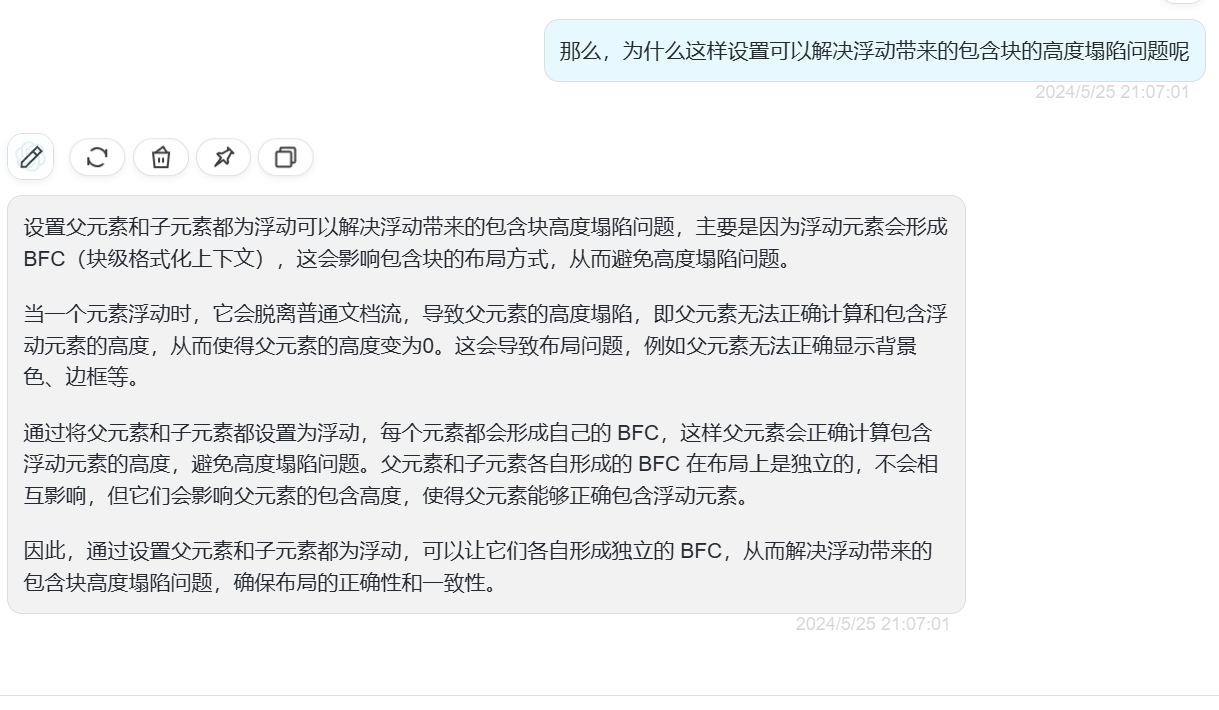 那么，为什么这样设置可以解决浮动带来的包含块的高度塌陷问题呢
2024/5/25 21:07:01
设置父元素和子元素都为浮动可以解决浮动带来的包含块高度塌陷问题，主要是因为浮动元素会形成
BFC（块级格式化上下文），这会影响包含块的布局方式，从而避免高度塌陷问题。
当一个元素浮动时，它会脱离普通文档流，导致父元素的高度塌陷，即父元素无法正确计算和包含浮
动元素的高度，从而使得父元素的高度变为0。这会导致布局问题，例如父元素无法正确显示背景
色、边框等。
通过将父元素和子元素都设置为浮动，每个元素都会形成自己的 BFC，这样父元素会正确计算包含
浮动元素的高度，避免高度塌陷问题。父元素和子元素各自形成的 BFC 在布局上是独立的，不会相
互影响，但它们会影响父元素的包含高度，使得父元素能够正确包含浮动元素。
因此，通过设置父元素和子元素都为浮动，可以让它们各自形成独立的 BFC，从而解决浮动带来的
包含块高度塌陷问题，确保布局的正确性和一致性。
2024/5/25 21:07:01